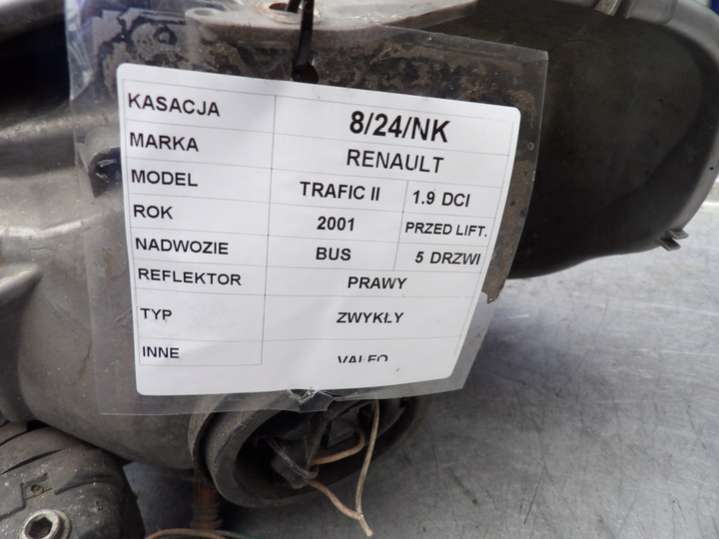 KASACJA 8/24/NK
MARKA RENAULT
MODEL TRAFIC II 1.9 DCI
ROK 2001 PRZED LIFT.
NADWOZIE BUS 5 DRZWI
REFLEKTOR PRAWY
TYP ZWYKŁY
INNE VALEO